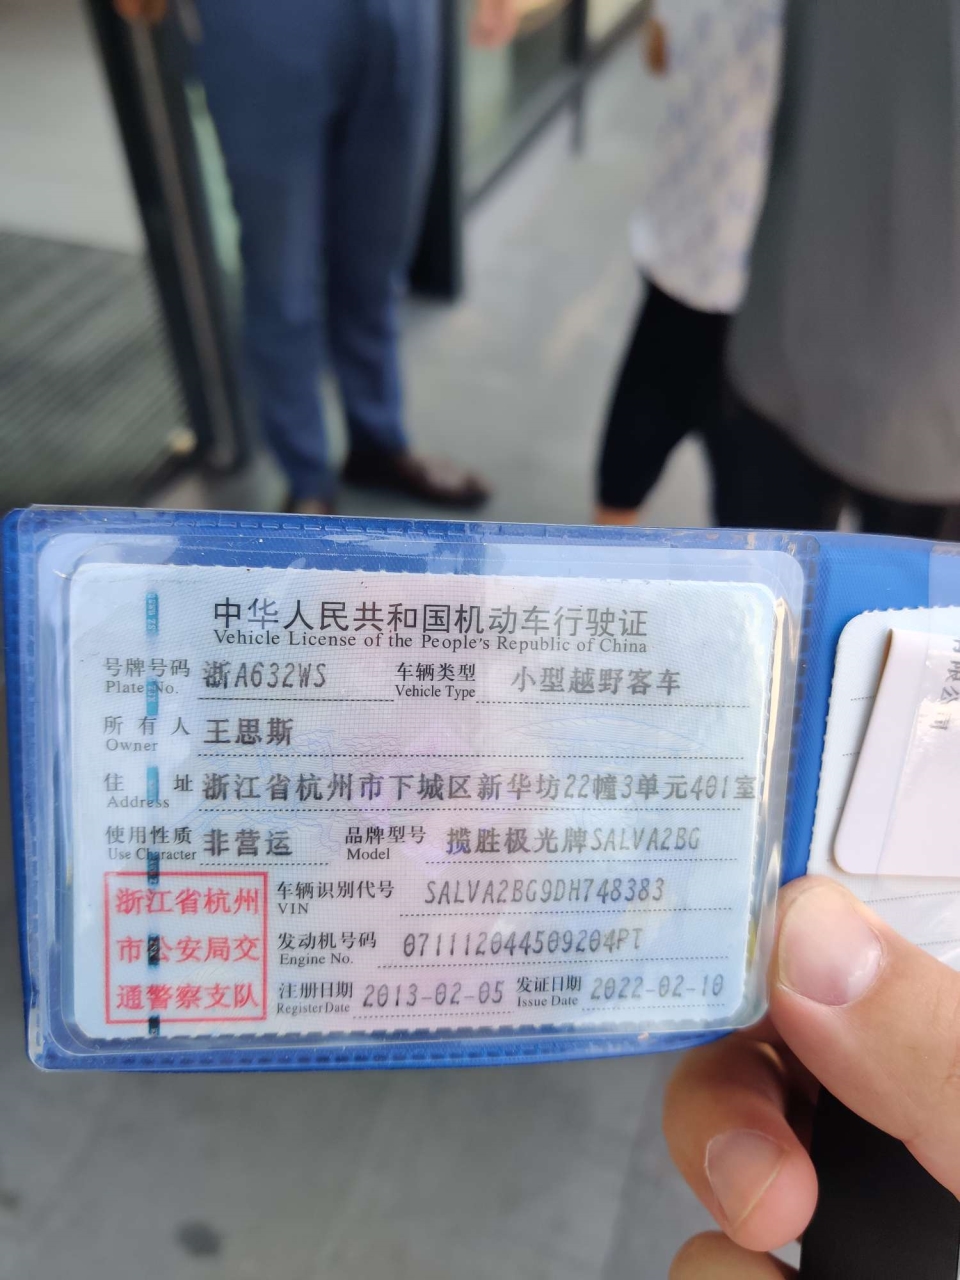 中华人民共和国机动车行驶证
Vehicle License of the People's Republic of China
号牌号码 浙A632WS 车辆类型 小型越野客车
Plate No. Vehicle Type
所有人 王思斯
Owner
住址 浙江省杭州市下城区新华坊22幢3单元401室
Address
使用性质 非营运 品牌型号 揽胜极光牌SALVA2BG
Use Character Model
浙江省杭州
市公安局交
通警察支队
车辆识别代号 SALVA2BG9DH748383
VIN
发动机号码 071112044509204PT
Engine No.
注册日期 2013-02-05 发证日期 2022-02-10
Register Date Issue Date
限公司